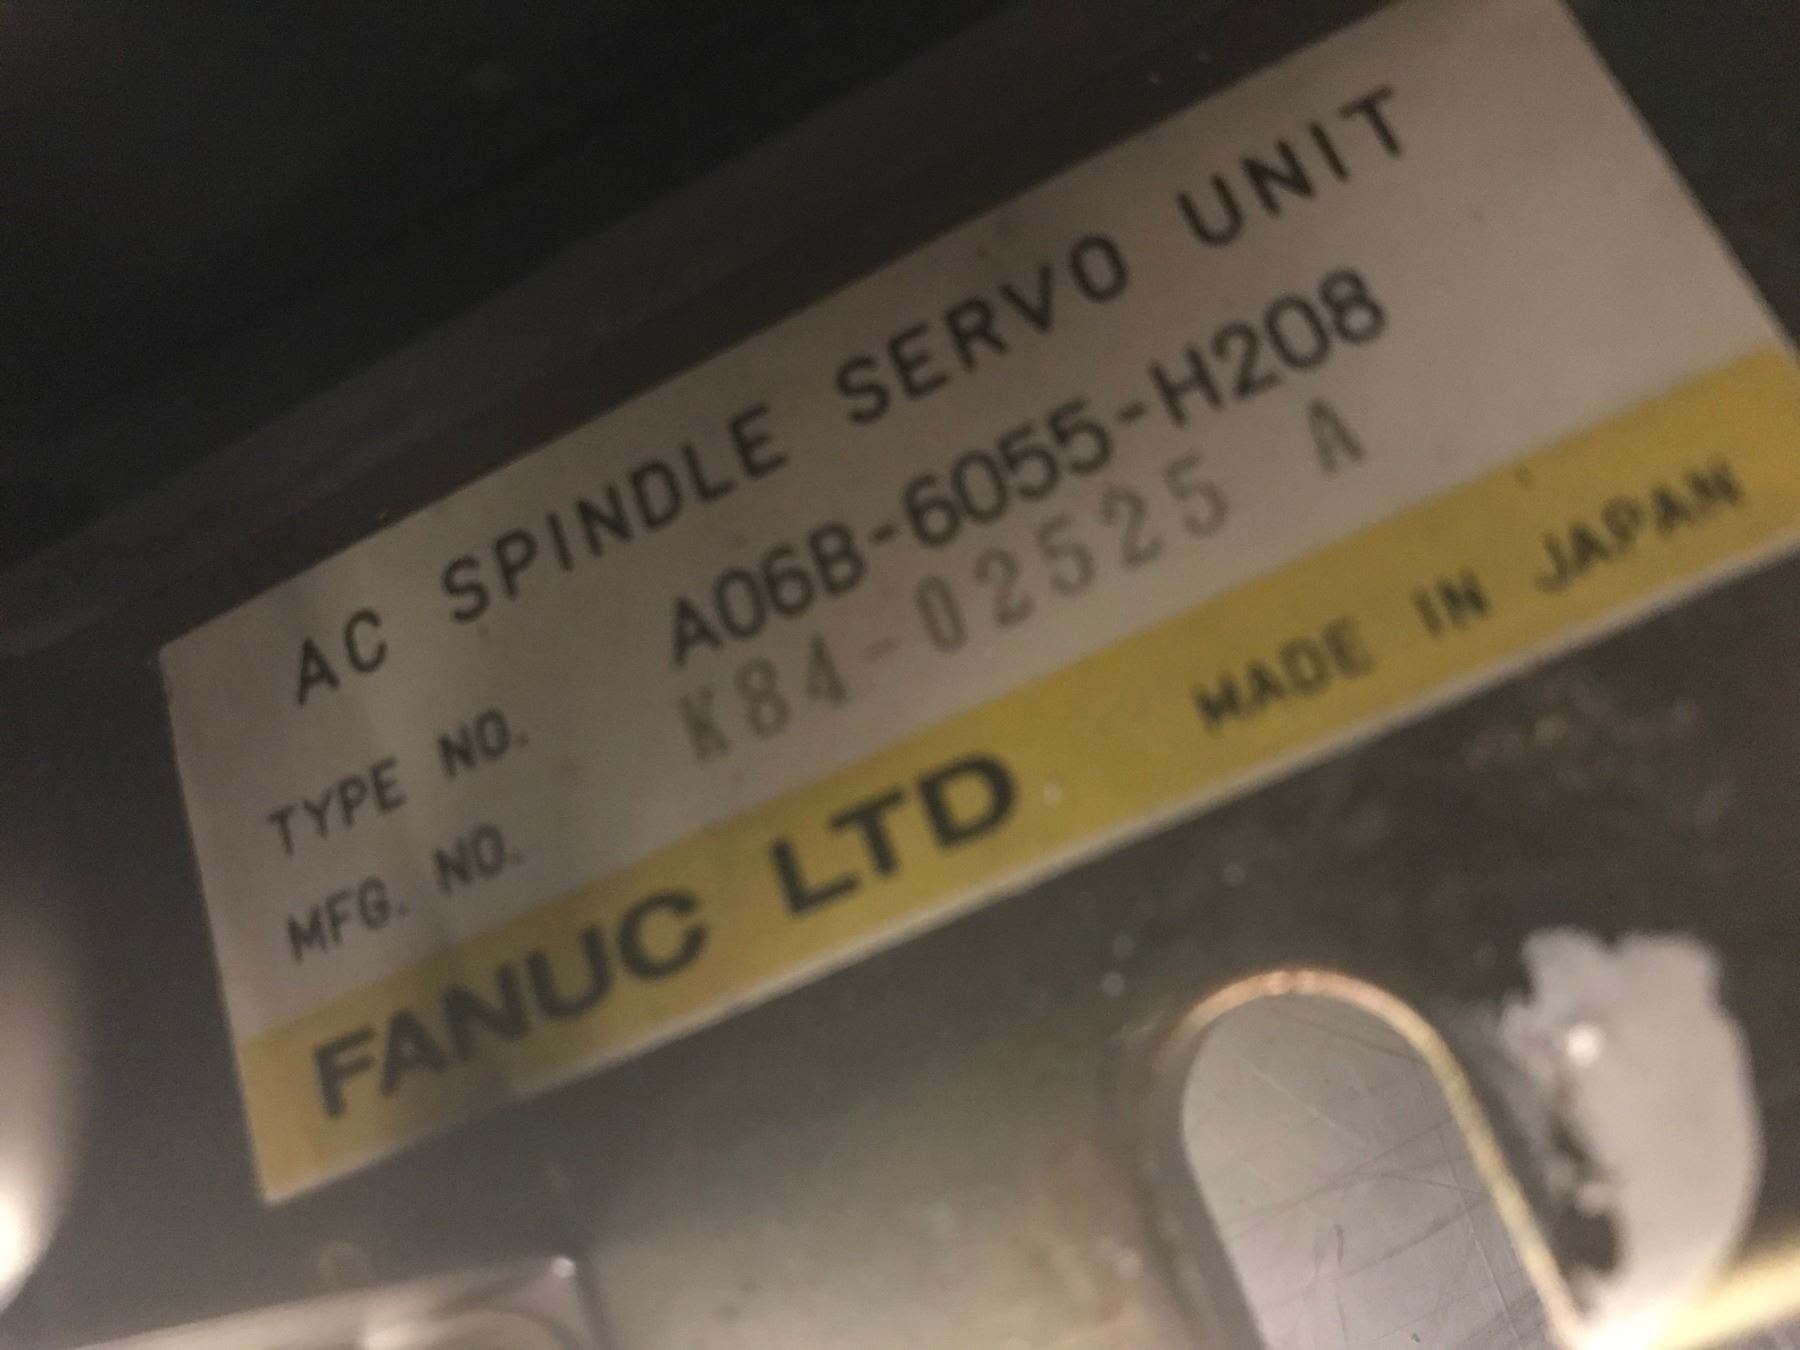 AC SPINDLE SERVO UNIT
TYPE NO. A06B-6055-H208
MFG. NO. K84-02525 A
FANUC LTD MADE IN JAPAN